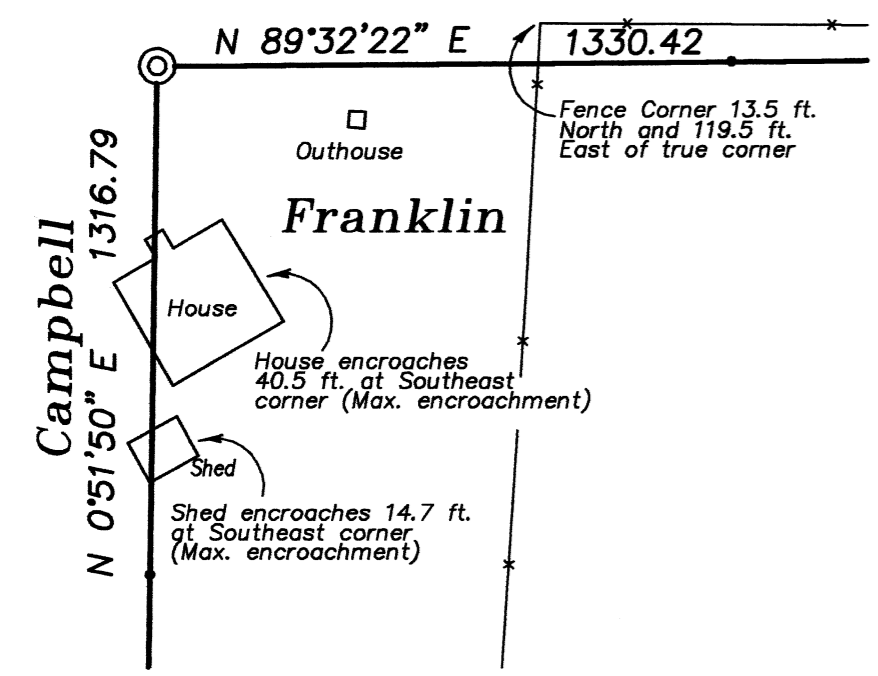 N 89°32'22" E 1330.42
Fence Corner 13.5 ft.
North and 119.5 ft.
East of true corner
Outhouse
Franklin
Campbell
N 0°51'50" E 1316.79
House
House encroaches
40.5 ft. at Southeast
corner (Max. encroachment)
Shed
Shed encroaches 14.7 ft.
at Southeast corner
(Max. encroachment)